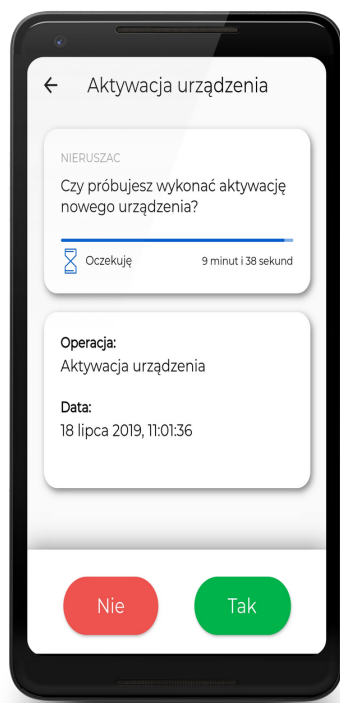 Aktywacja urządzenia
NIERUSZAC
Czy próbujesz wykonać aktywację
nowego urządzenia?
Oczekuję 9 minut i 38 sekund
Operacja:
Aktywacja urządzenia
Data:
18 lipca 2019, 11:01:36
Nie Tak